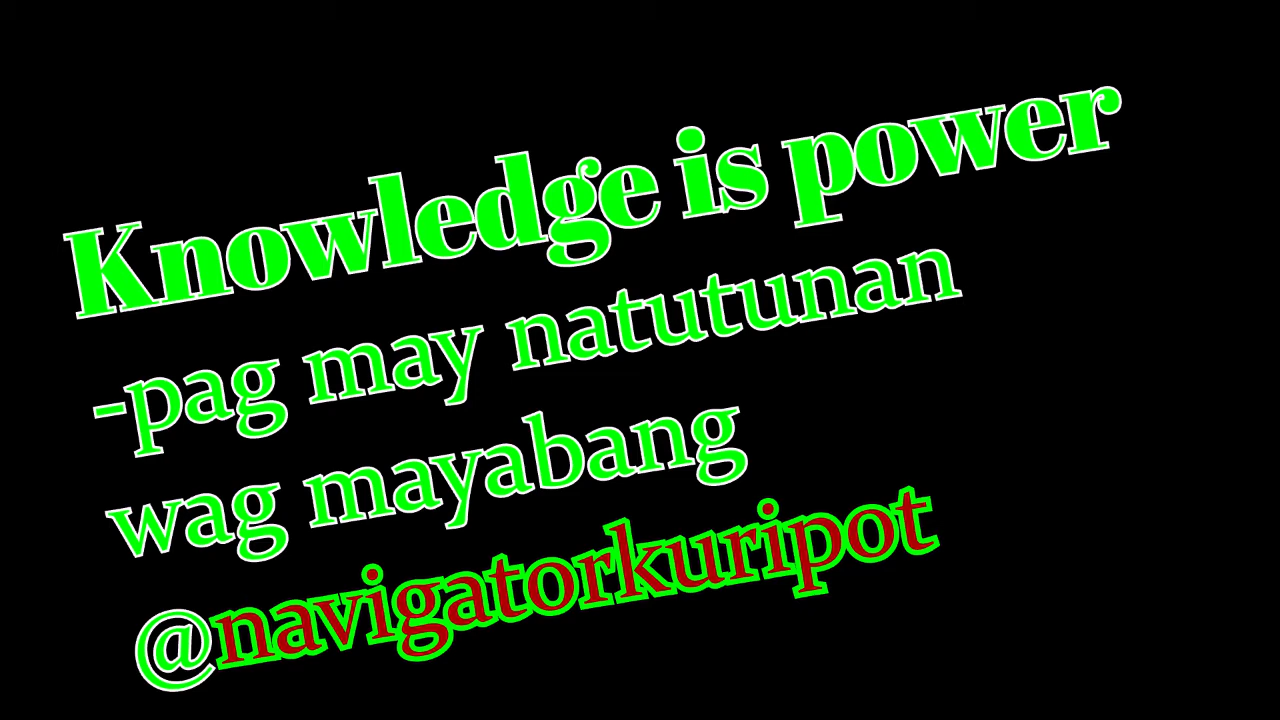 Knowledge is power
-pag may natutunan
wag mayabang
@navigatorkuripot